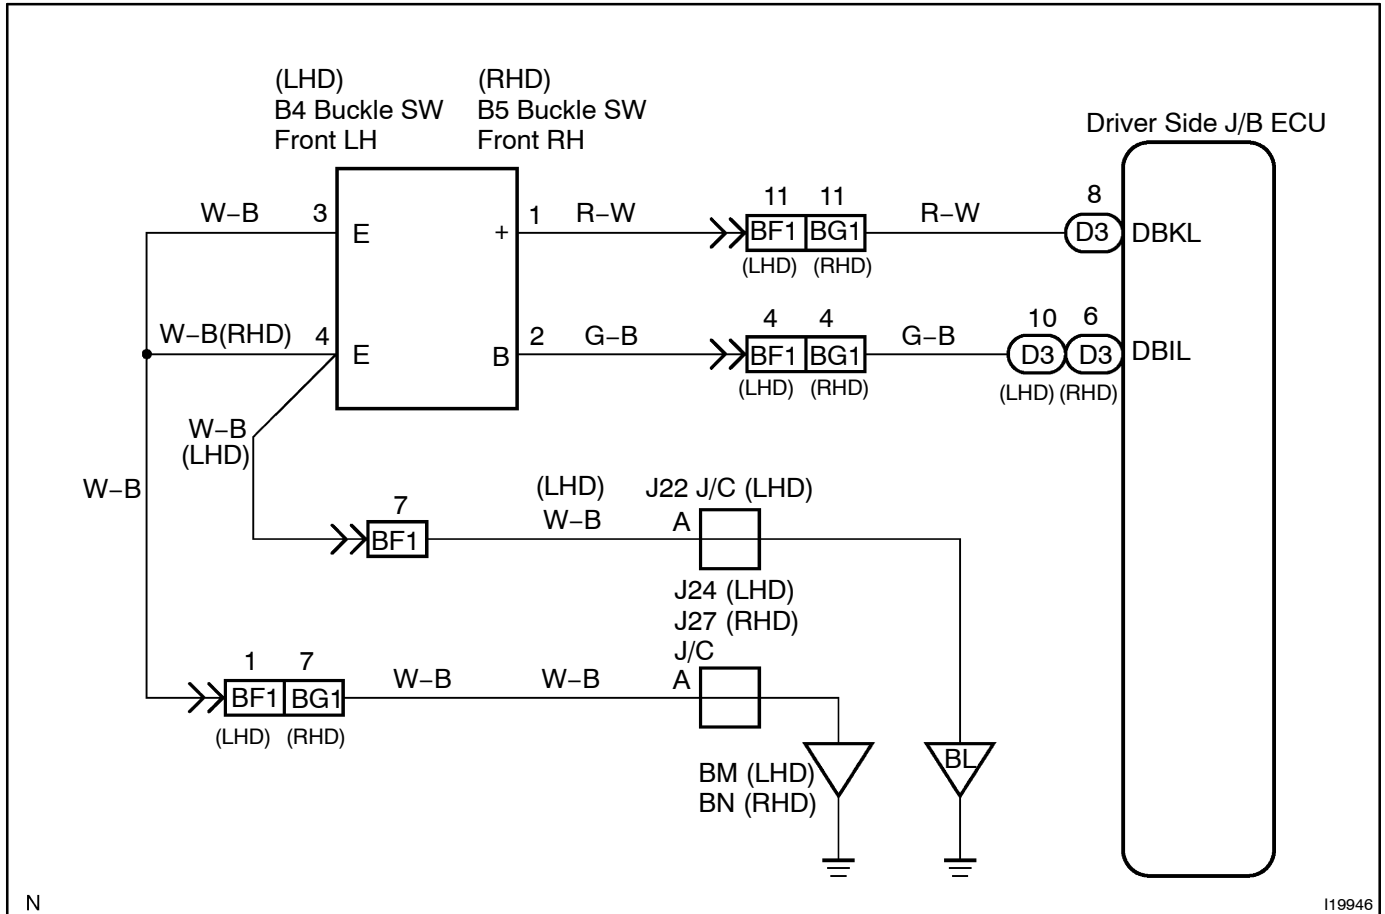 (LHD)
B4 Buckle SW
Front LH
(RHD)
B5 Buckle SW
Front RH
Driver Side J/B ECU
W−B
3
E
+
1
R−W
11
11
BF1
BG1
(LHD)
(RHD)
R−W
8
D3
DBKL
W−B(RHD)
4
E
B
2
G−B
4
4
BF1
BG1
(LHD)
(RHD)
G−B
10
6
D3
D3
(LHD)
(RHD)
DBIL
W−B
(LHD)
W−B
7
BF1
(LHD)
W−B
J22 J/C (LHD)
A
J24 (LHD)
J27 (RHD)
J/C
A
1
7
BF1
BG1
(LHD)
(RHD)
W−B
W−B
BM (LHD)
BN (RHD)
BL
N
I19946